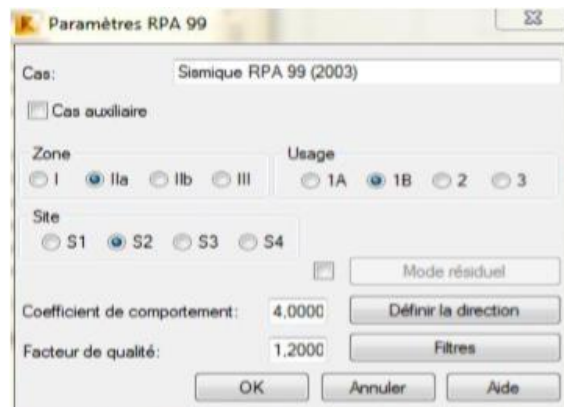 Paramètres RPA 99
Cas: Sismique RPA 99 (2003)
Cas auxiliaire
Zone
I IIa IIb III
Usage
1A 1B 2 3
Site
S1 S2 S3 S4
Mode résiduel
Coefficient de comportement: 4,0000 Définir la direction
Facteur de qualité: 1,2000 Filtres
OK Annuler Aide